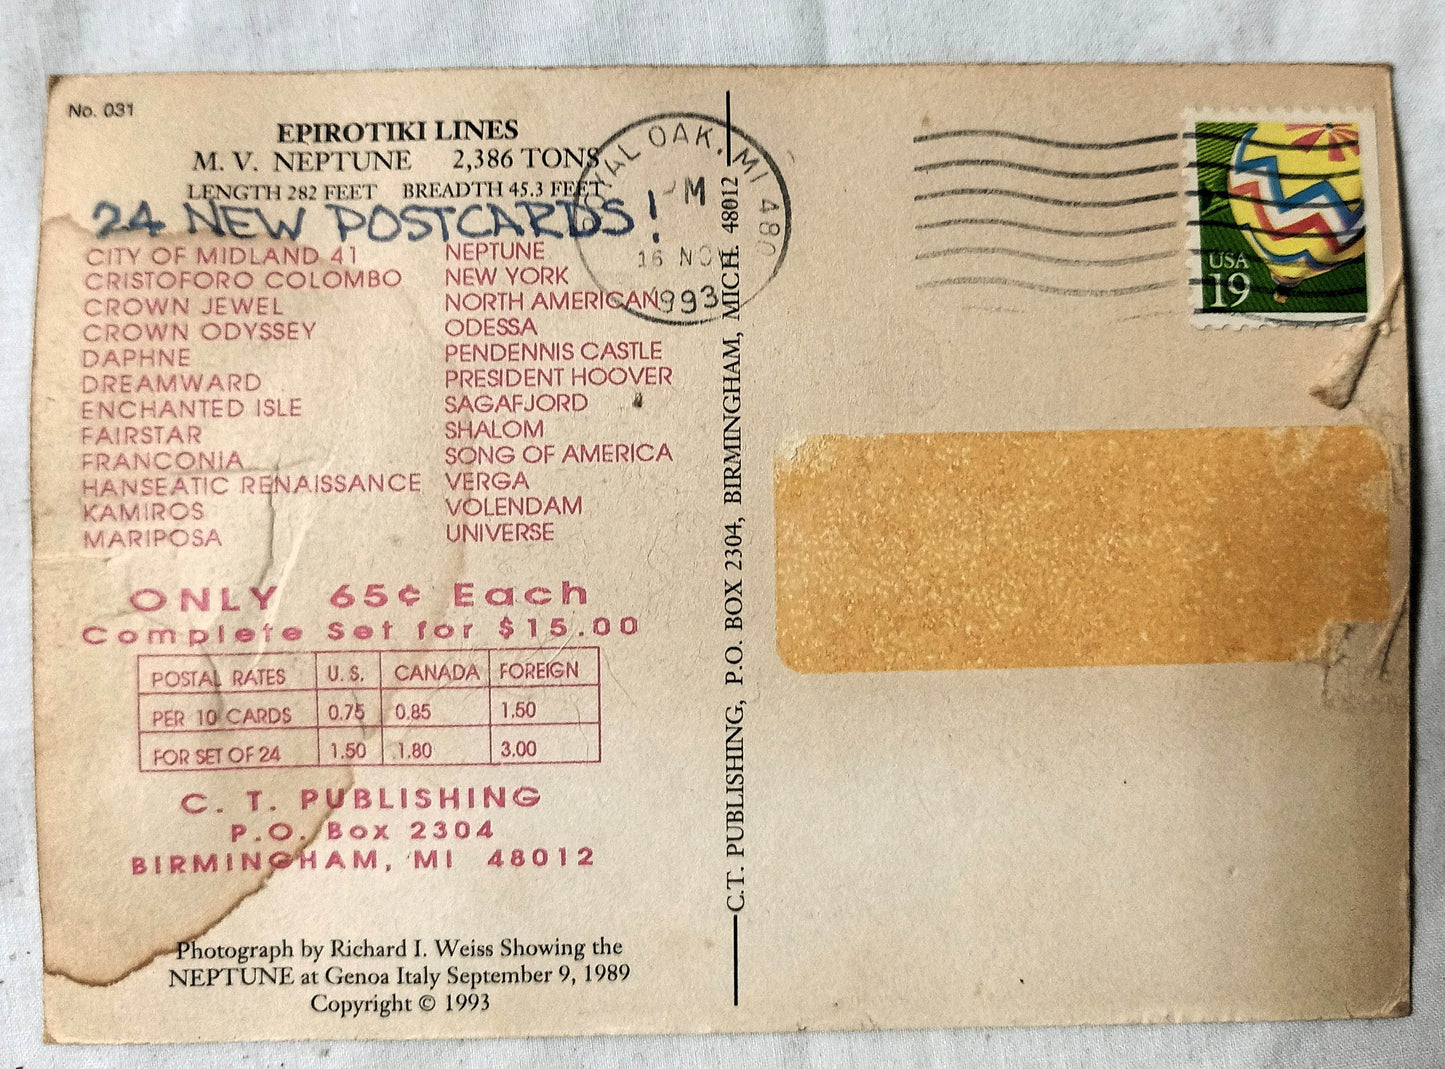 No. 031
EPIROTIKI LINES
M. V. NEPTUNE 2,386 TONS
LENGTH 282 FEET BREADTH 45.3 FEET
24 NEW POSTCARDS!
CITY OF MIDLAND 41
CRISTOFORO COLOMBO
CROWN JEWEL
CROWN ODYSSEY
DAPHNE
DREAMWARD
ENCHANTED ISLE
FAIRSTAR
FRANCONIA
HANSEATIC RENAISSANCE
KAMIROS
MARIPOSA
NEPTUNE
NEW YORK
NORTH AMERICAN
ODESSA
PENDENNIS CASTLE
PRESIDENT HOOVER
SAGAFJORD
SHALOM
SONG OF AMERICA
VERGA
VOLENDAM
UNIVERSE
ONLY 65¢ Each
Complete Set for $15.00
POSTAL RATES U.S. CANADA FOREIGN
PER 10 CARDS 0.75 0.85 1.50
FOR SET OF 24 1.50 1.80 3.00
C. T. PUBLISHING
P.O. Box 2304
BIRMINGHAM, MI 48012
Photograph by Richard I. Weiss Showing the
NEPTUNE at Genoa Italy September 9, 1989
Copyright © 1993
C.T. PUBLISHING, P.O. BOX 2304, BIRMINGHAM, MICH. 48012
ROYAL OAK, MI 480
PM
16 NOV
1993
USA
19